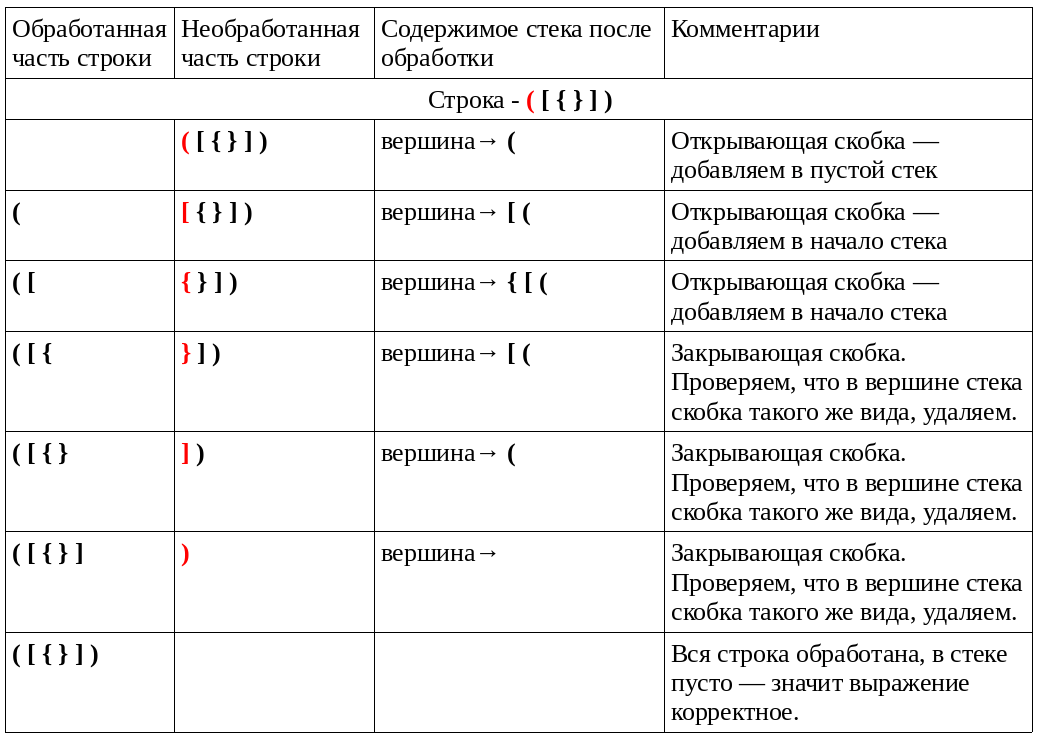 Обработанная часть строки
Необработанная часть строки
Содержимое стека после обработки
Комментарии
Строка - ( [ { } ] )
( [ { } ] )
вершина→ (
Открывающая скобка —
добавляем в пустой стек
(
[ { } ] )
вершина→ [ (
Открывающая скобка —
добавляем в начало стека
( [
{ } ] )
вершина→ { [ (
Открывающая скобка —
добавляем в начало стека
( [ {
} ] )
вершина→ [ (
Закрывающая скобка.
Проверяем, что в вершине стека
скобка такого же вида, удаляем.
( [ { }
] )
вершина→ (
Закрывающая скобка.
Проверяем, что в вершине стека
скобка такого же вида, удаляем.
( [ { } ]
)
вершина→
Закрывающая скобка.
Проверяем, что в вершине стека
скобка такого же вида, удаляем.
( [ { } ] )
Вся строка обработана, в стеке
пусто — значит выражение
корректное.